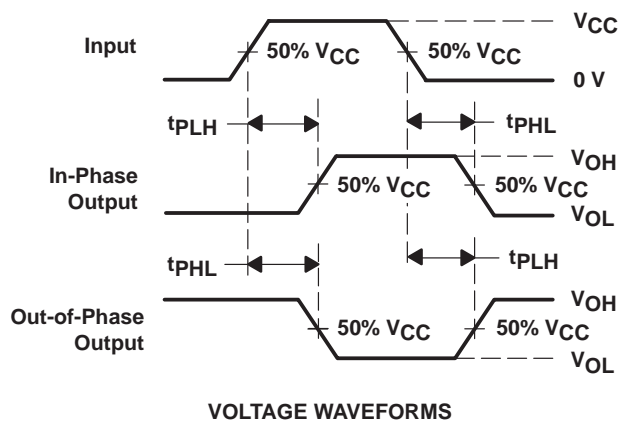 VCC
Input
50% VCC
50% VCC
0 V
tPLH
tPHL
In-Phase
Output
VOH
50% VCC
50% VCC
VOL
tPHL
tPLH
Out-of-Phase
Output
VOH
50% VCC
50% VCC
VOL
VOLTAGE WAVEFORMS